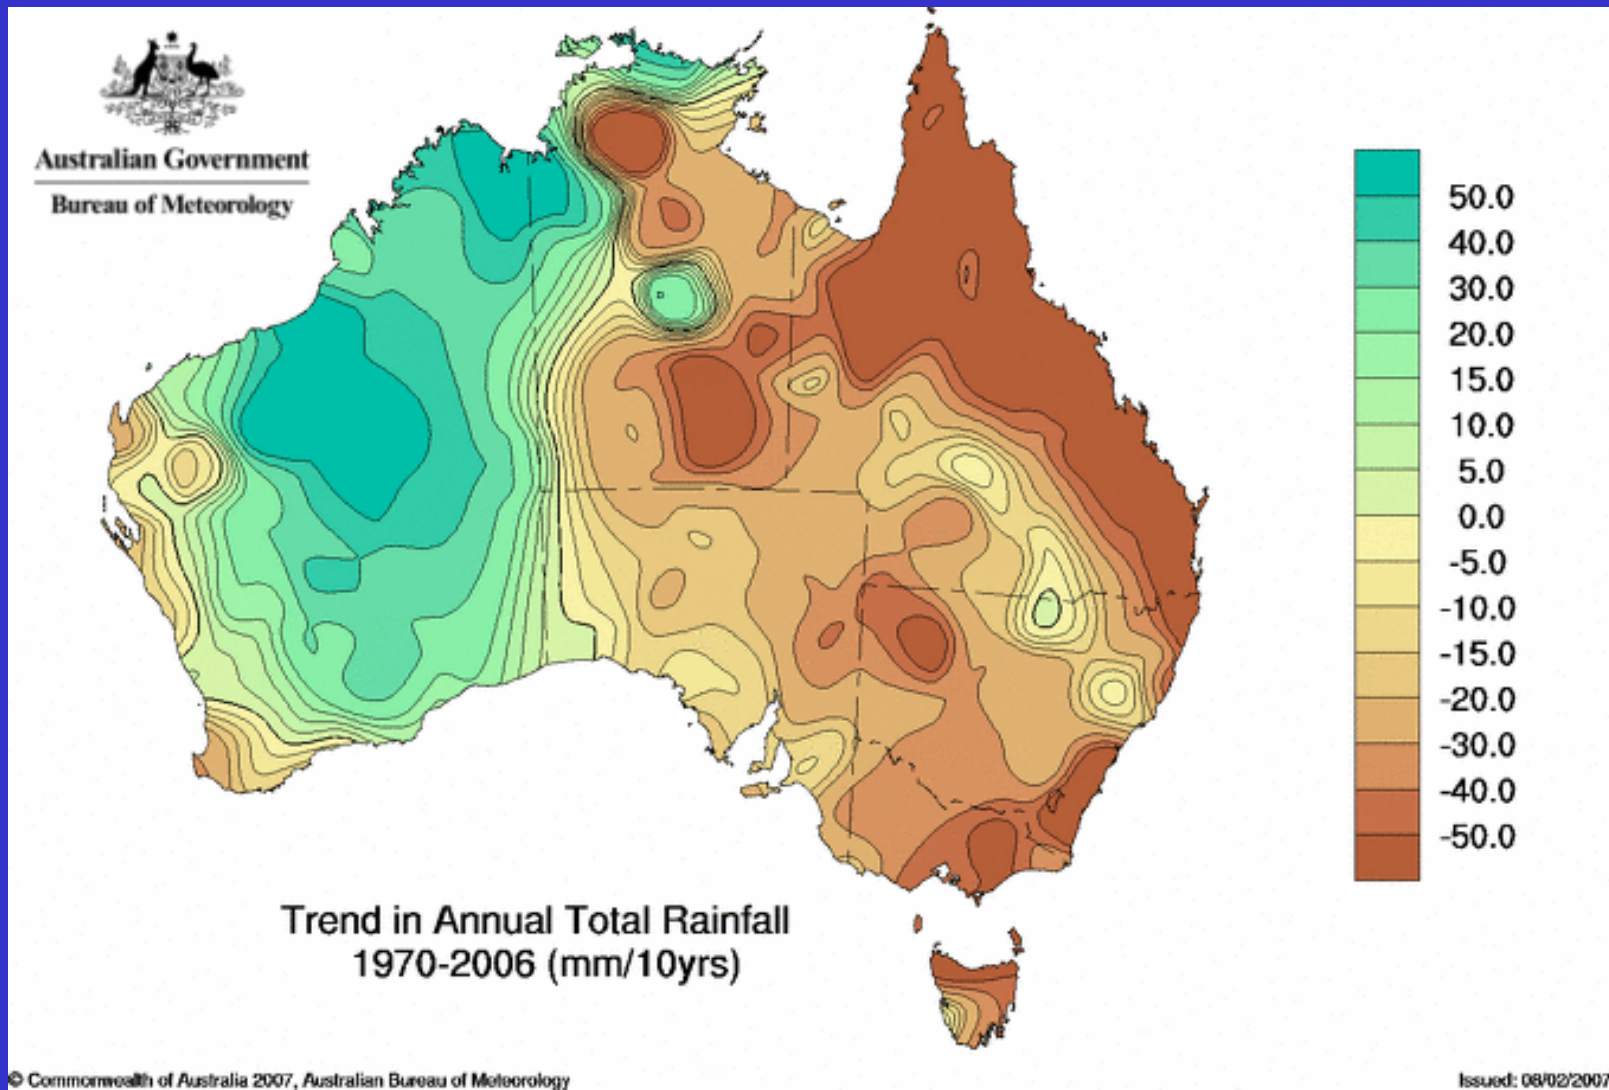 Australian Government
Bureau of Meteorology
50.0
40.0
30.0
20.0
15.0
10.0
5.0
0.0
-5.0
-10.0
-15.0
-20.0
-30.0
-40.0
-50.0
Trend in Annual Total Rainfall
1970-2006 (mm/10yrs)
© Commonwealth of Australia 2007, Australian Bureau of Meteorology
Issued: 08/02/2007